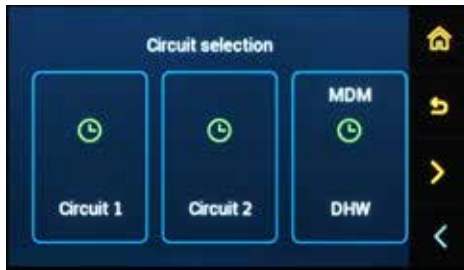 Circuit selection
MDM
Circuit 1
Circuit 2
DHW